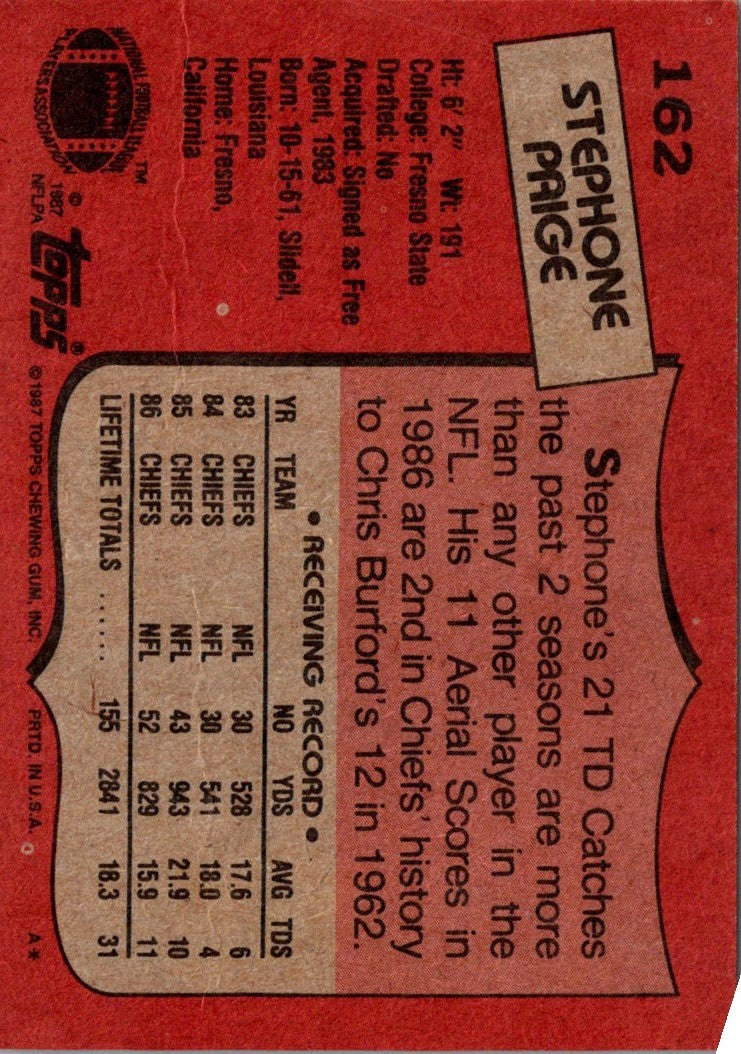 162
STEPHONE
PAIGE
Ht: 6' 2" Wt: 191
College: Fresno State
Drafted: No
Acquired: Signed as Free
Agent, 1983
Born: 10-15-61, Slidell,
Louisiana
Home: Fresno,
California
NATIONAL FOOTBALL LEAGUE
PLAYERS ASSOCIATION
TM
© 1987
NFLPA
topps®
Stephone's 21 TD Catches
the past 2 seasons are more
than any other player in the
NFL. His 11 Aerial Scores in
1986 are 2nd in Chiefs' history
to Chris Burford's 12 in 1962.
• RECEIVING RECORD •
YR TEAM NO YDS AVG TDS
83 CHIEFS NFL 30 528 17.6 6
84 CHIEFS NFL 30 541 18.0 4
85 CHIEFS NFL 43 943 21.9 10
86 CHIEFS NFL 52 829 15.9 11
LIFETIME TOTALS ...... 155 2841 18.3 31
©1987 TOPPS CHEWING GUM, INC. PRTD. IN U.S.A. A*